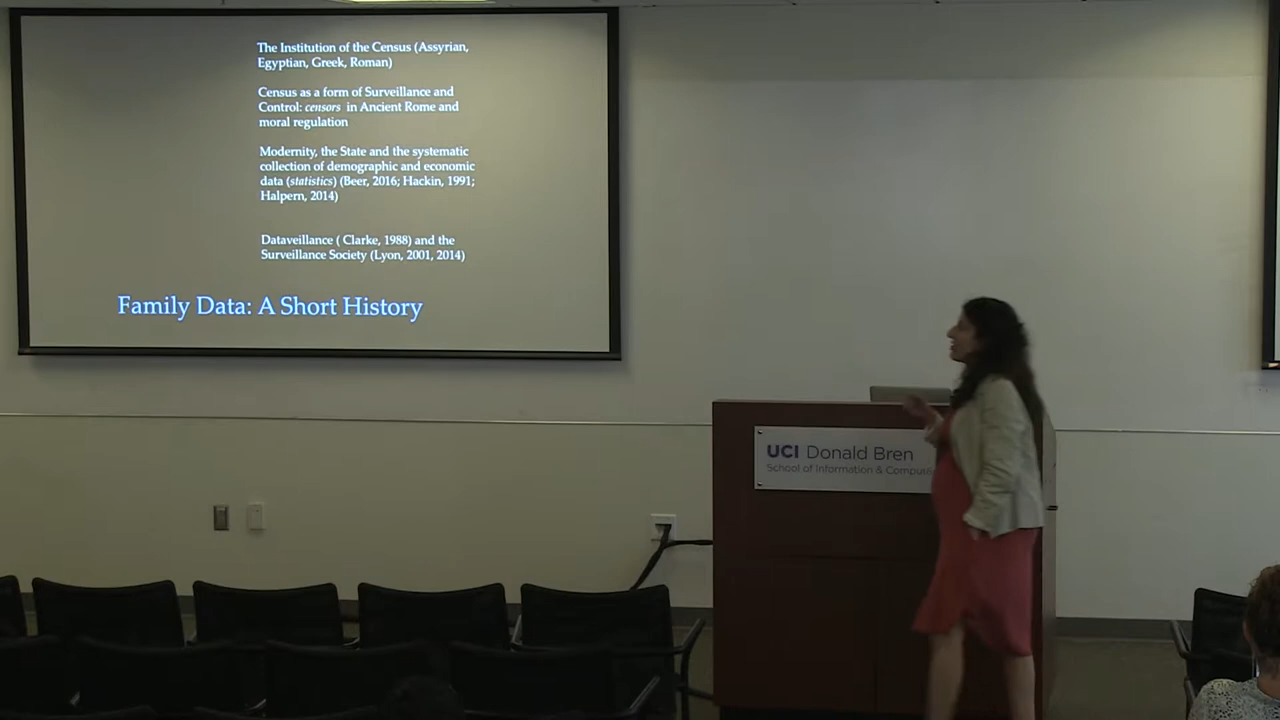 The Institution of the Census (Assyrian,
Egyptian, Greek, Roman)
Census as a form of Surveillance and
Control: censors in Ancient Rome and
moral regulation
Modernity, the State and the systematic
collection of demographic and economic
data (statistics) (Beer, 2016; Hackin, 1991;
Halpern, 2014)
Dataveillance ( Clarke, 1988) and the
Surveillance Society (Lyon, 2001, 2014)
Family Data: A Short History
UCI Donald Bren
School of Information &